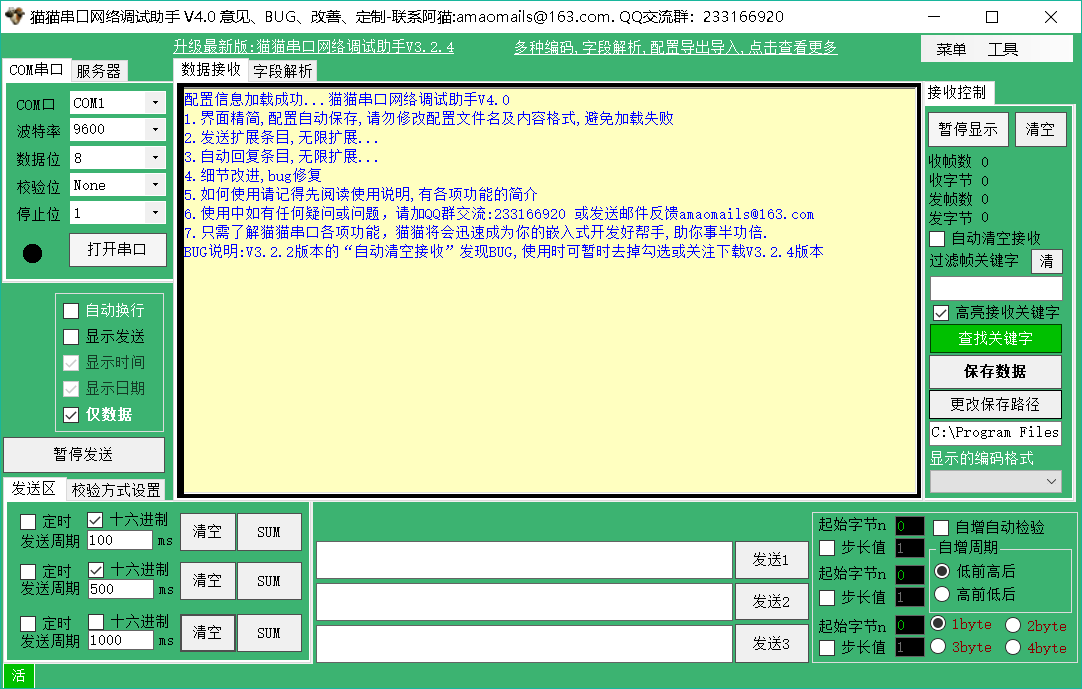 猫猫串口网络调试助手 V4.0 意见、BUG、改善、定制-联系阿猫:amaomails@163.com. QQ交流群：233166920
升级最新版:猫猫串口网络调试助手V3.2.4
多种编码,字段解析,配置导出导入,点击查看更多
菜单 工具
COM串口 服务器
数据接收 字段解析
COM口 COM1
波特率 9600
数据位 8
校验位 None
停止位 1
打开串口
自动换行
显示发送
显示时间
显示日期
仅数据
暂停发送
配置信息加载成功...猫猫串口网络调试助手V4.0
1.界面精简,配置自动保存,请勿修改配置文件名及内容格式,避免加载失败
2.发送扩展条目,无限扩展...
3.自动回复条目,无限扩展...
4.细节改进,bug修复
5.如何使用请记得先阅读使用说明,有各项功能的简介
6.使用中如有任何疑问或问题，请加QQ群交流:233166920 或发送邮件反馈amaomails@163.com
7.只需了解猫猫串口各项功能，猫猫将会迅速成为你的嵌入式开发好帮手,助你事半功倍.
BUG说明:V3.2.2版本的“自动清空接收”发现BUG,使用时可暂时去掉勾选或关注下载V3.2.4版本
接收控制
暂停显示 清空
收帧数 0
收字节 0
发帧数 0
发字节 0
自动清空接收
过滤帧关键字 清
高亮接收关键字
查找关键字
保存数据
更改保存路径
C:\Program Files
显示的编码格式
发送区 校验方式设置
定时 十六进制
发送周期 100 ms
清空 SUM
定时 十六进制
发送周期 500 ms
清空 SUM
定时 十六进制
发送周期 1000 ms
清空 SUM
发送1
发送2
发送3
起始字节n 0
步长值 1
起始字节n 0
步长值 1
起始字节n 0
步长值 1
自增自动检验
自增周期
低前高后
高前低后
1byte 2byte
3byte 4byte
活